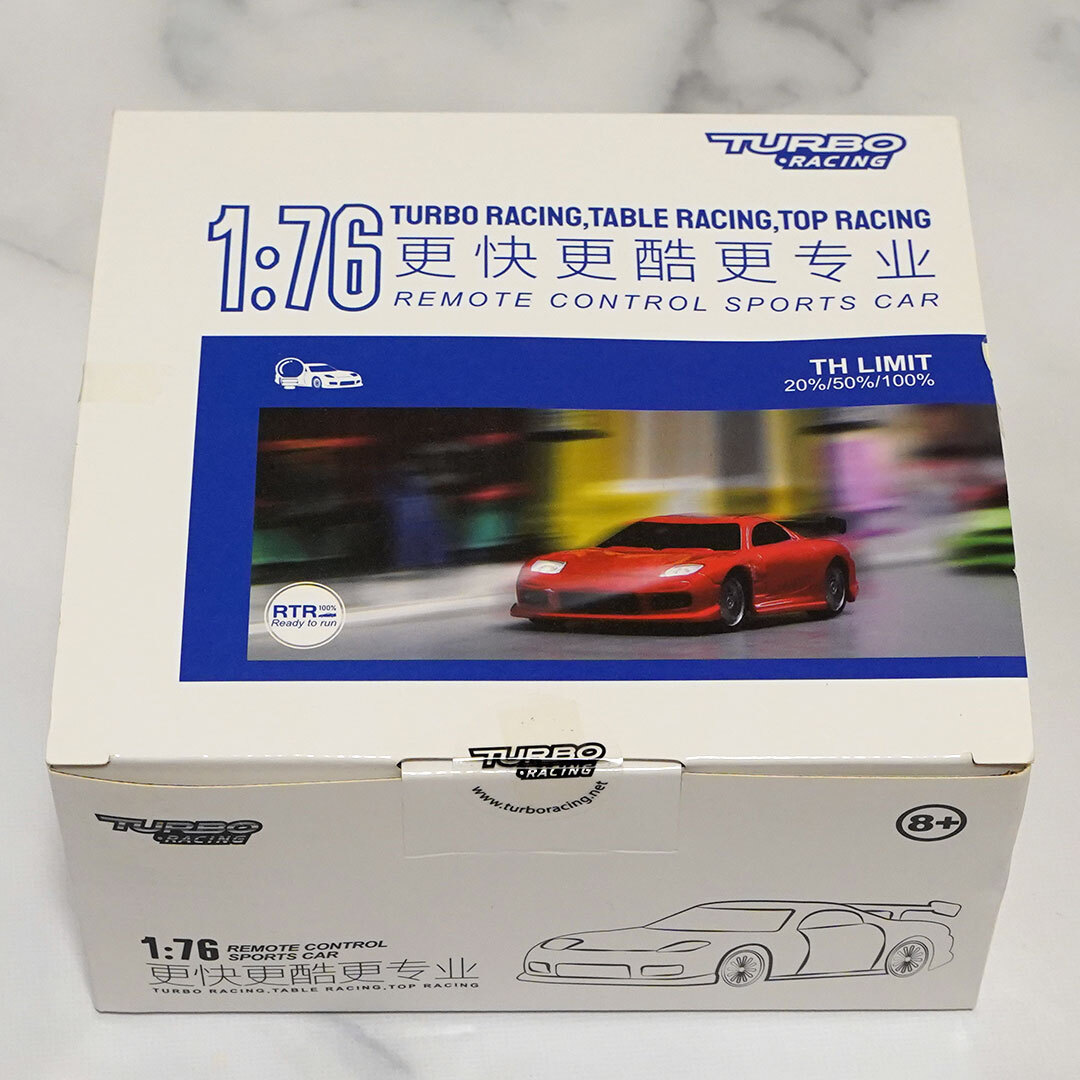 TURBO
RACING
1:76
TURBO RACING,TABLE RACING,TOP RACING
更快更酷更专业
REMOTE CONTROL SPORTS CAR
TH LIMIT
20%/50%/100%
RTR 100%
Ready to run
TURBO
RACING
www.turboracing.net
TURBO
RACING
8+
1:76
REMOTE CONTROL
SPORTS CAR
更快更酷更专业
TURBO RACING,TABLE RACING,TOP RACING